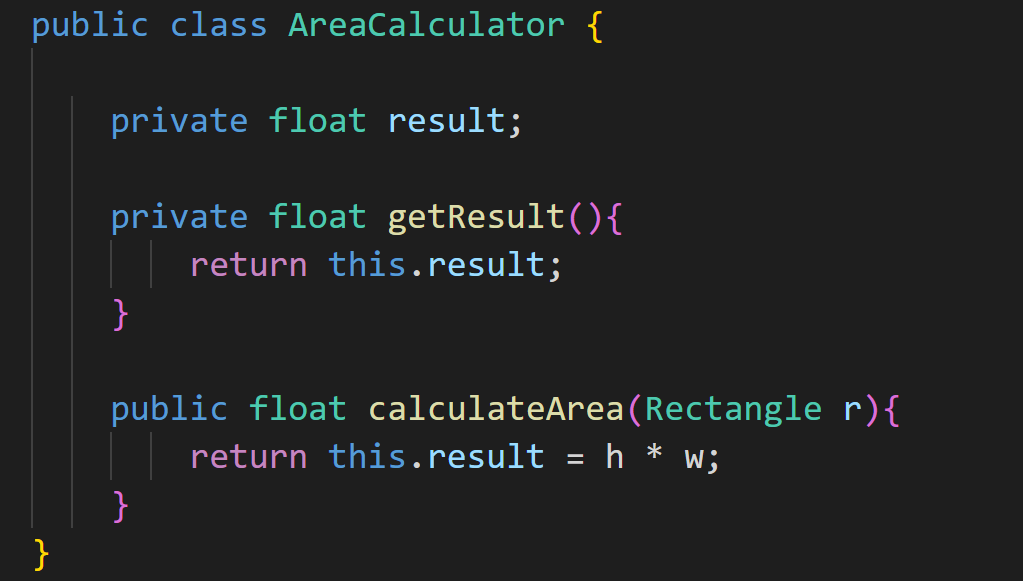 public class AreaCalculator {
private float result;
private float getResult(){
return this.result;
}
public float calculateArea(Rectangle r){
return this.result = h * w;
}
}